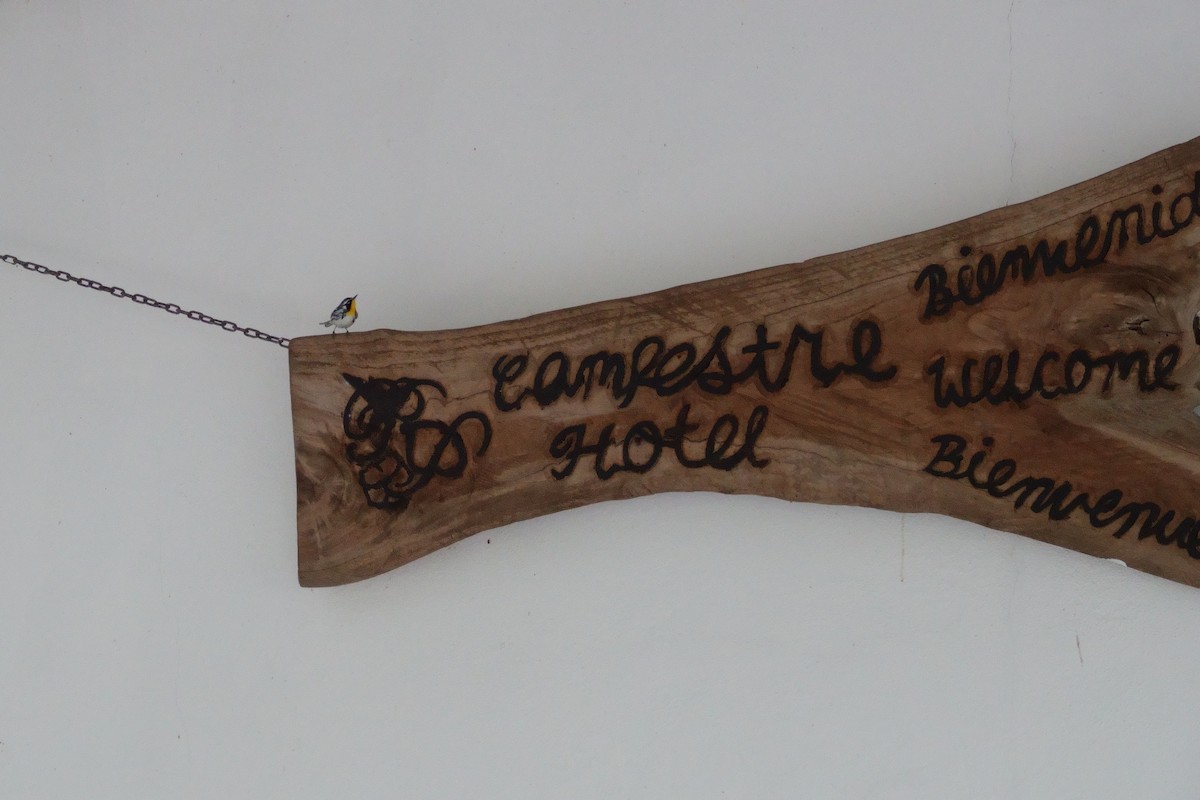 Campestre
Hotel
Bienvenid
Welcome
Bienvenu